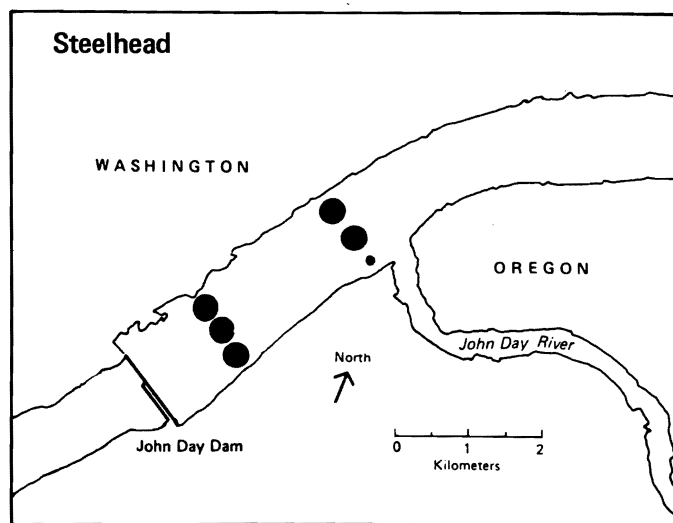 Steelhead
WASHINGTON
OREGON
John Day River
North
John Day Dam
0 1 2
Kilometers